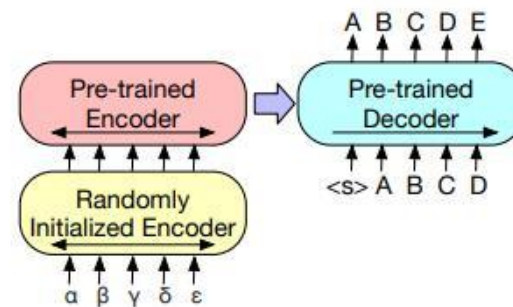 A B C D E
Pre-trained
Encoder
Pre-trained
Decoder
<s> A B C D
Randomly
Initialized Encoder
α β γ δ ε